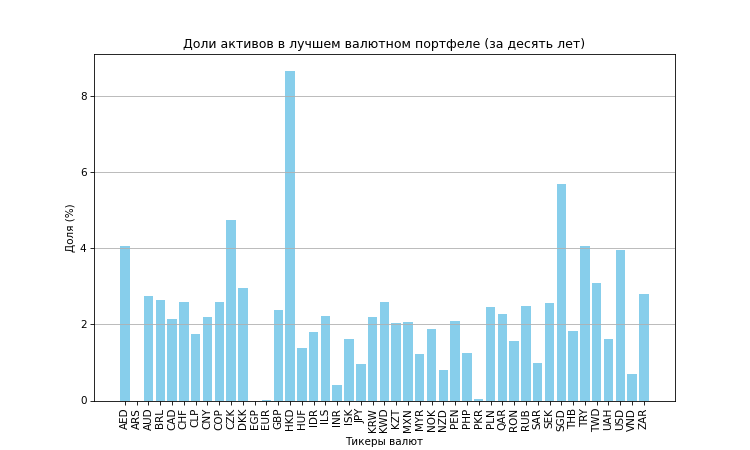 Доли активов в лучшем валютном портфеле (за десять лет)
Доля (%)
8
6
4
2
0
AED ARS AUD BRL CAD CHF CLP CNY COP CZK DKK EGP EUR GBP HKD HUF IDR ILS INR ISK JPY KRW KWD KZT MXN MYR NOK NZD PEN PHP PKR PLN QAR RON RUB SAR SEK SGD THB TRY TWD UAH USD VND ZAR
Тикеры валют